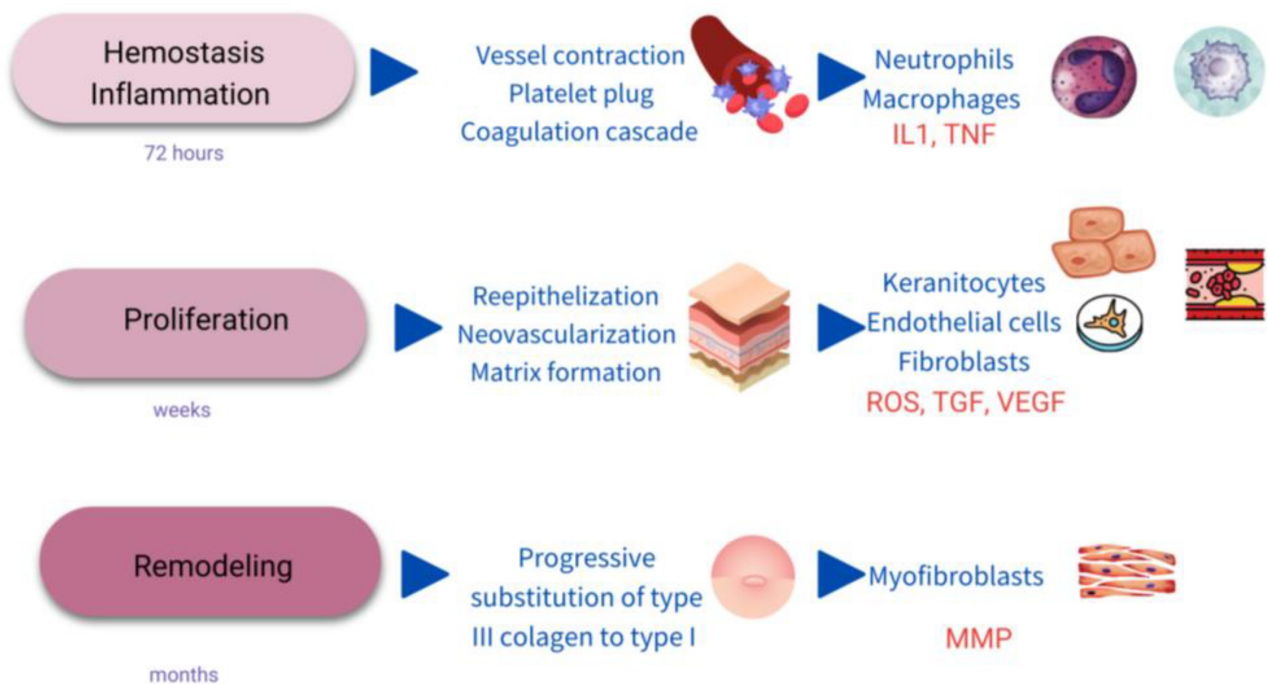 Hemostasis
Inflammation
72 hours
Vessel contraction
Platelet plug
Coagulation cascade
Neutrophils
Macrophages
IL1, TNF
Proliferation
weeks
Reepithelization
Neovascularization
Matrix formation
Keranitocytes
Endothelial cells
Fibroblasts
ROS, TGF, VEGF
Remodeling
months
Progressive
substitution of type
III colagen to type I
Myofibroblasts
MMP